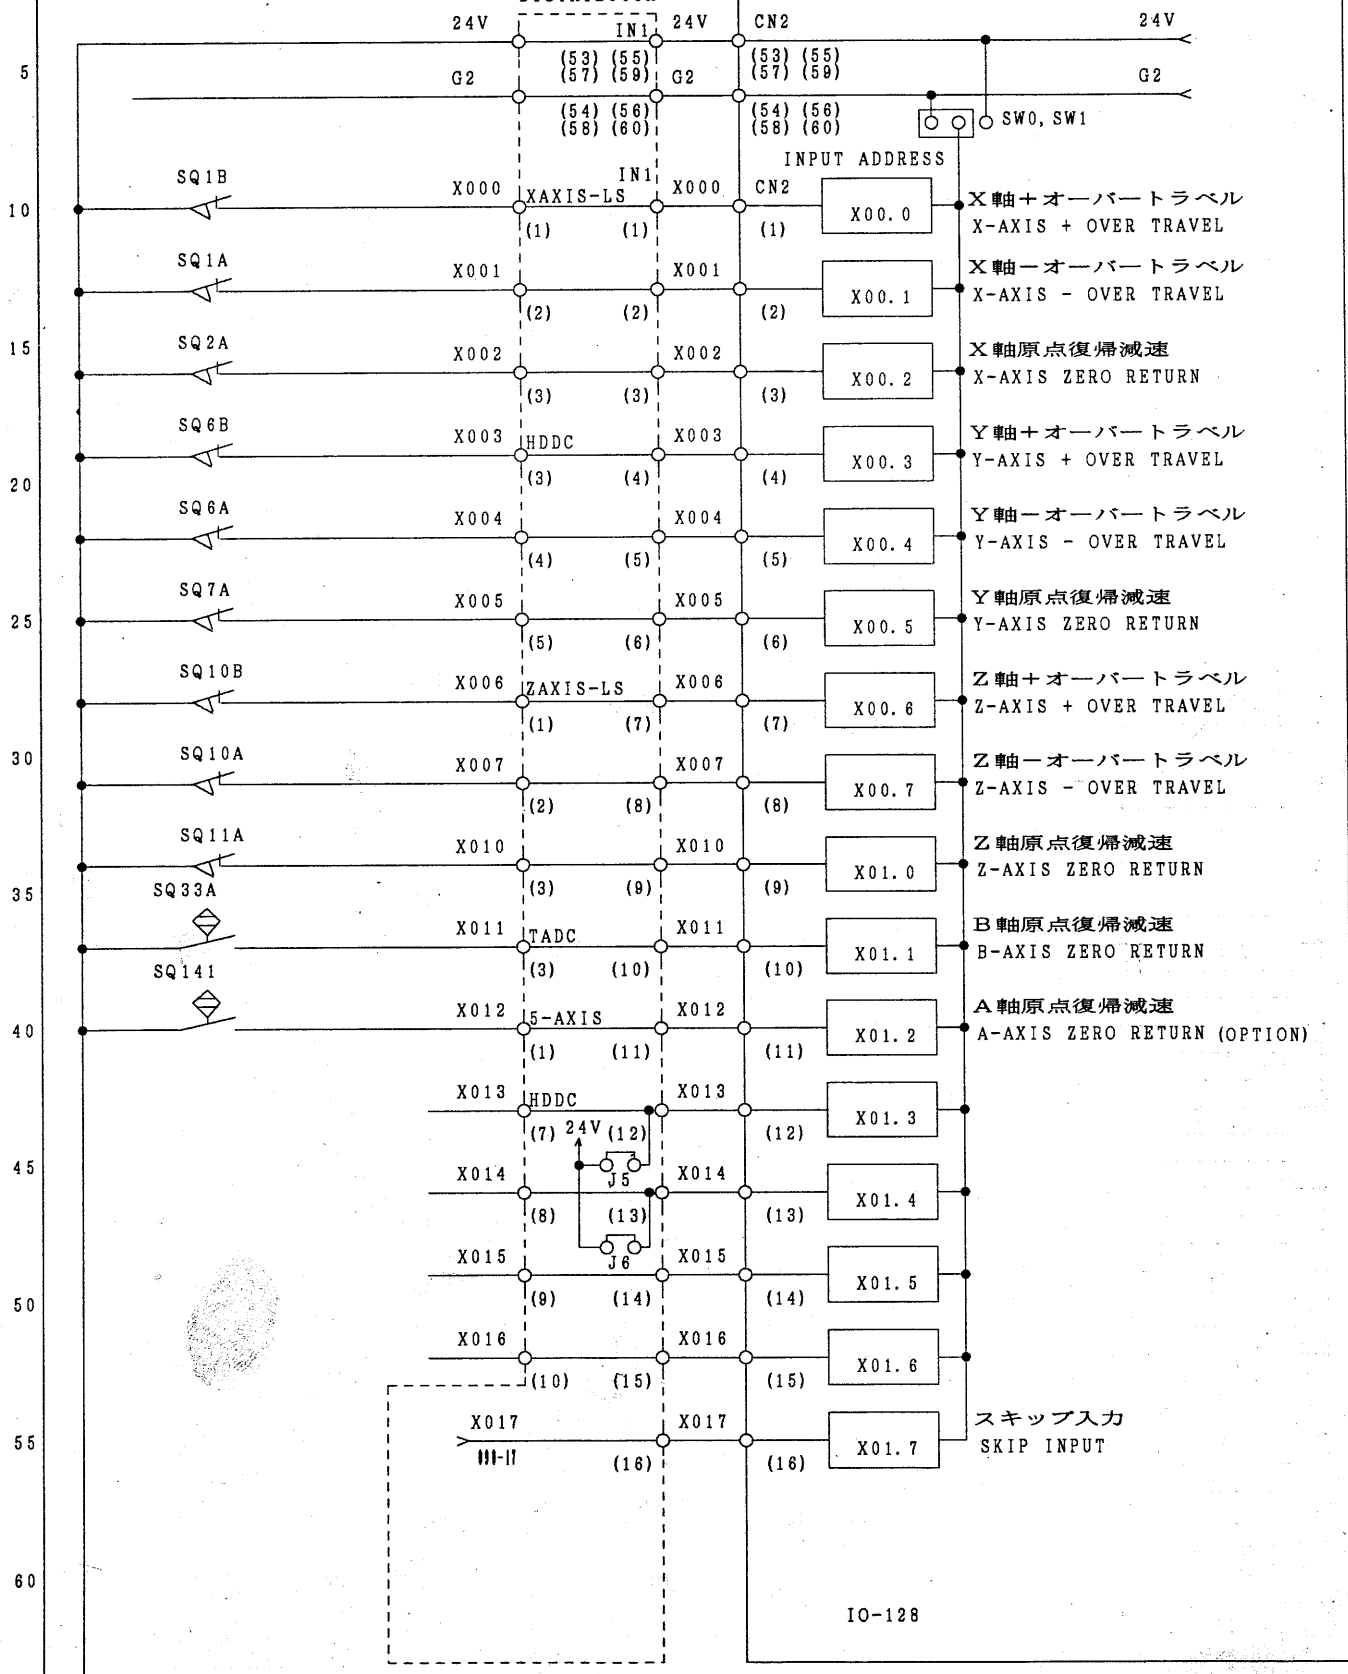 24V IN1 24V CN2 24V
(53) (55) (53) (55)
5 G2 (57) (59) G2 (57) (59) G2
(54) (56) (54) (56)
(58) (60) (58) (60) SW0, SW1
INPUT ADDRESS
IN1
SQ1B X000 XAXIS-LS X000 CN2 X00.0 X軸＋オーバートラベル
10 (1) (1) (1) X-AXIS + OVER TRAVEL
SQ1A X001 X001 X00.1 X軸－オーバートラベル
(2) (2) (2) X-AXIS - OVER TRAVEL
15 SQ2A X002 X002 X00.2 X軸原点復帰減速
(3) (3) (3) X-AXIS ZERO RETURN
SQ6B X003 HDDC X003 X00.3 Y軸＋オーバートラベル
20 (3) (4) (4) Y-AXIS + OVER TRAVEL
SQ6A X004 X004 X00.4 Y軸－オーバートラベル
(4) (5) (5) Y-AXIS - OVER TRAVEL
SQ7A X005 X005 X00.5 Y軸原点復帰減速
25 (5) (6) (6) Y-AXIS ZERO RETURN
SQ10B X006 ZAXIS-LS X006 X00.6 Z軸＋オーバートラベル
(1) (7) (7) Z-AXIS + OVER TRAVEL
30 SQ10A X007 X007 X00.7 Z軸－オーバートラベル
(2) (8) (8) Z-AXIS - OVER TRAVEL
SQ11A X010 X010 X01.0 Z軸原点復帰減速
35 (3) (9) (9) Z-AXIS ZERO RETURN
SQ33A X011 TADC X011 X01.1 B軸原点復帰減速
(3) (10) (10) B-AXIS ZERO RETURN
SQ141 X012 5-AXIS X012 X01.2 A軸原点復帰減速
40 (1) (11) (11) A-AXIS ZERO RETURN (OPTION)
X013 HDDC X013 X01.3
(7) 24V (12) (12)
45 X014 J5 X014 X01.4
(8) (13) (13)
X015 J6 X015 X01.5
50 (9) (14) (14)
X016 X016 X01.6
(10) (15) (15)
X017 X017 X01.7 スキップ入力
55 (16) (16) SKIP INPUT
60
IO-128